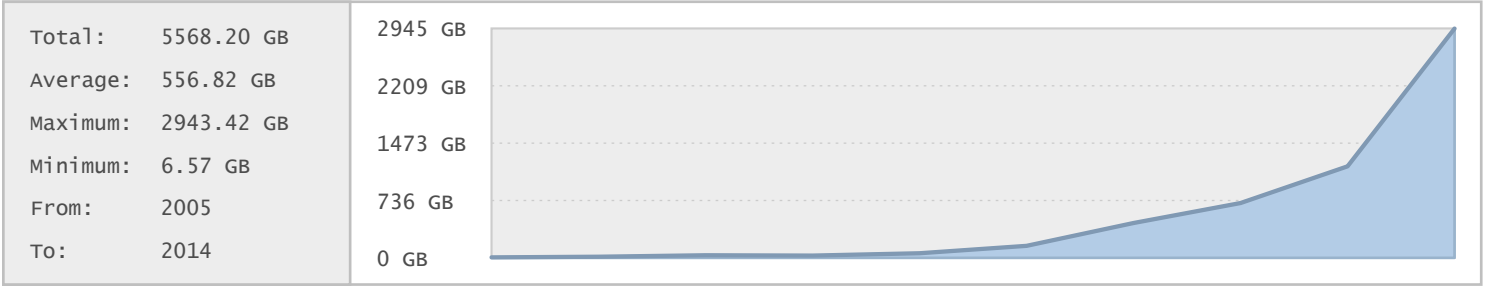 Total: 5568.20 GB
Average: 556.82 GB
Maximum: 2943.42 GB
Minimum: 6.57 GB
From: 2005
To: 2014
2945 GB
2209 GB
1473 GB
736 GB
0 GB